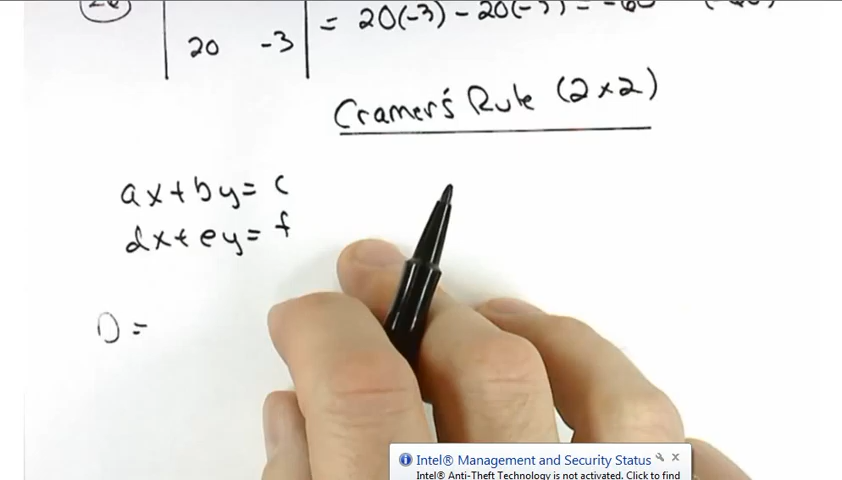 = 20(-3) - 20(-3) = -60
20 -3
Cramer's Rule (2x2)
ax+by= c
dx+ey= f
D =
Intel® Management and Security Status
Intel® Anti-Theft Technology is not activated. Click to find